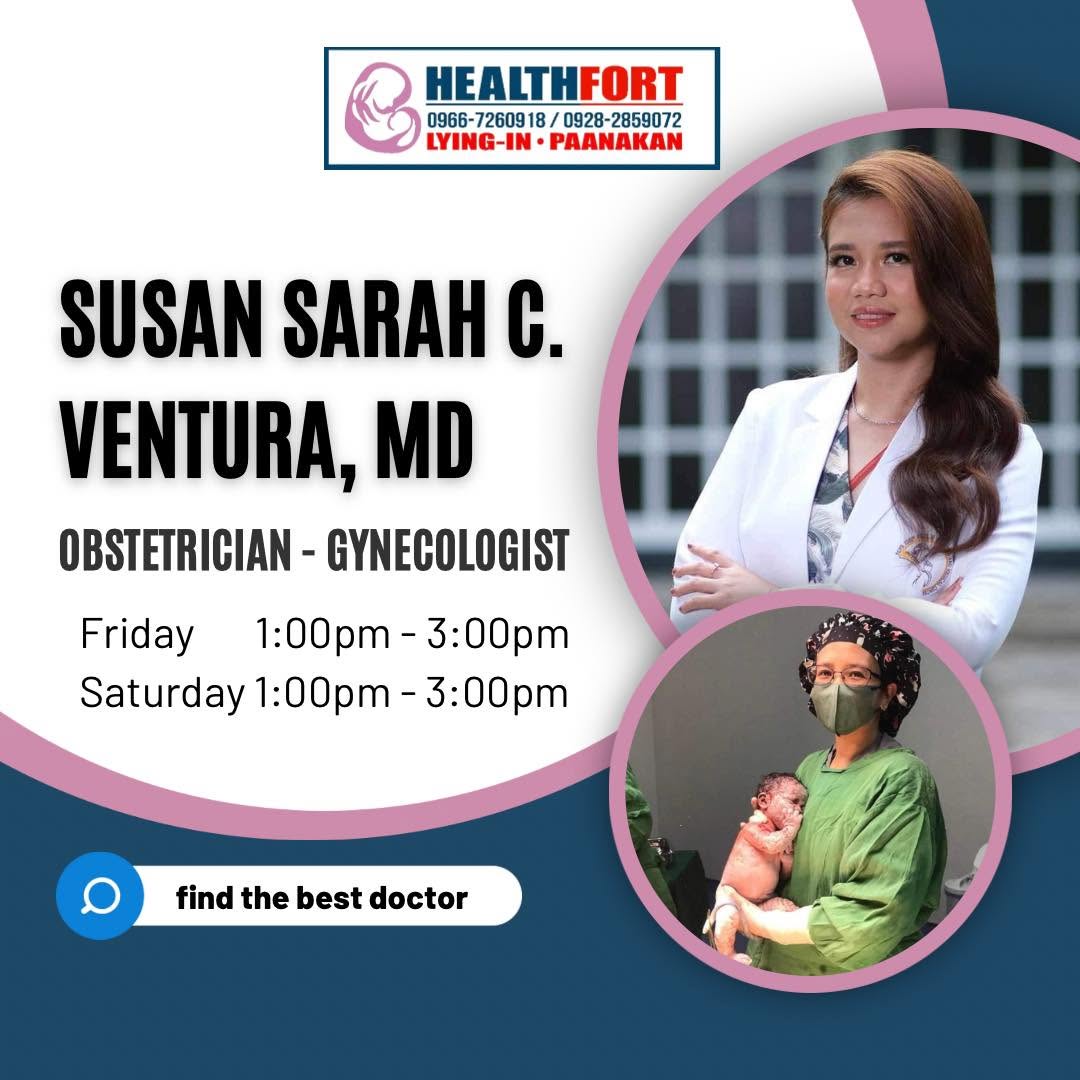 HEALTHFORT
0966-7260918 / 0928-2859072
LYING-IN • PAANAKAN
SUSAN SARAH C.
VENTURA, MD
OBSTETRICIAN - GYNECOLOGIST
Friday 1:00pm - 3:00pm
Saturday 1:00pm - 3:00pm
find the best doctor